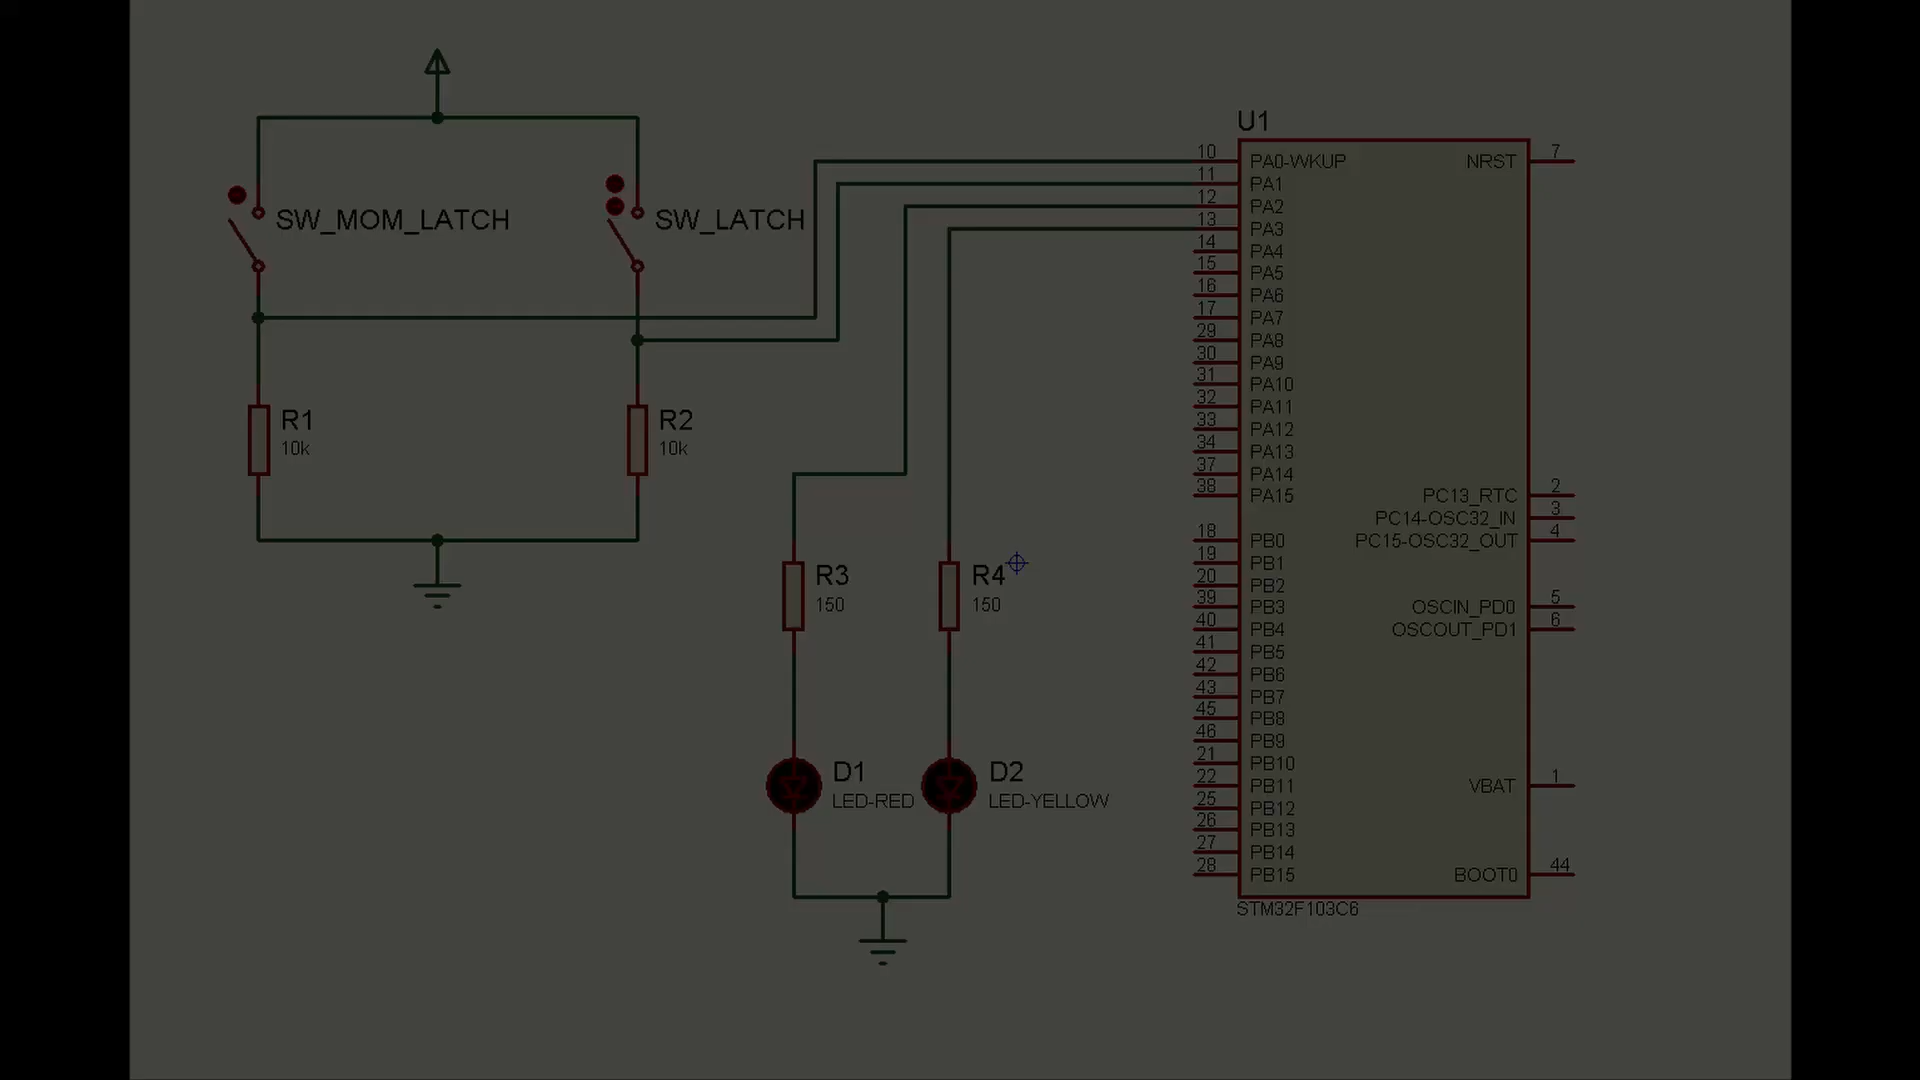 U1
10 PA0-WKUP NRST 7
11 PA1
12 PA2
SW_MOM_LATCH
SW_LATCH
13 PA3
14 PA4
15 PA5
16 PA6
17 PA7
29 PA8
30 PA9
31 PA10
32 PA11
R1
10k
R2
10k
33 PA12
34 PA13
37 PA14
38 PA15 PC13_RTC 2
PC14-OSC32_IN 3
18 PB0 PC15-OSC32_OUT 4
19 PB1
R3
150
R4
150
20 PB2
39 PB3 OSCIN_PD0 5
40 PB4 OSCOUT_PD1 6
41 PB5
42 PB6
43 PB7
45 PB8
46 PB9
21 PB10
D1
LED-RED
D2
LED-YELLOW
22 PB11 VBAT 1
25 PB12
26 PB13
27 PB14
28 PB15 BOOT0 44
STM32F103C6